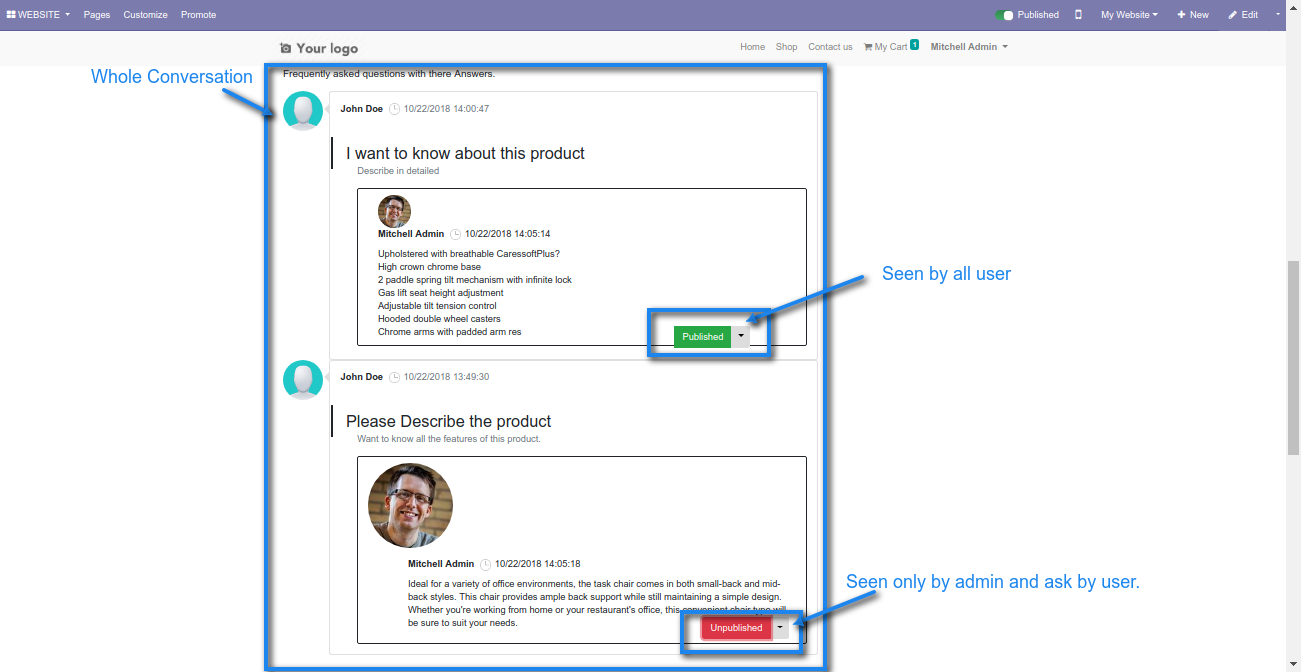 WEBSITE Pages Customize Promote Published My Website New Edit
Your logo Home Shop Contact us My Cart 1 Mitchell Admin
Whole Conversation
Frequently asked questions with there Answers.
John Doe 10/22/2018 14:00:47
I want to know about this product
Describe in detailed
Mitchell Admin 10/22/2018 14:05:14
Upholstered with breathable CaressoftPlus?
High crown chrome base
2 paddle spring tilt mechanism with infinite lock
Gas lift seat height adjustment
Adjustable tilt tension control
Hooded double wheel casters
Chrome arms with padded arm res
Published
Seen by all user
John Doe 10/22/2018 13:49:30
Please Describe the product
Want to know all the features of this product.
Mitchell Admin 10/22/2018 14:05:18
Ideal for a variety of office environments, the task chair comes in both small-back and mid-
back styles. This chair provides ample back support while still maintaining a simple design.
Whether you're working from home or your restaurant's office, this convenient chair type will
be sure to suit your needs.
Unpublished
Seen only by admin and ask by user.